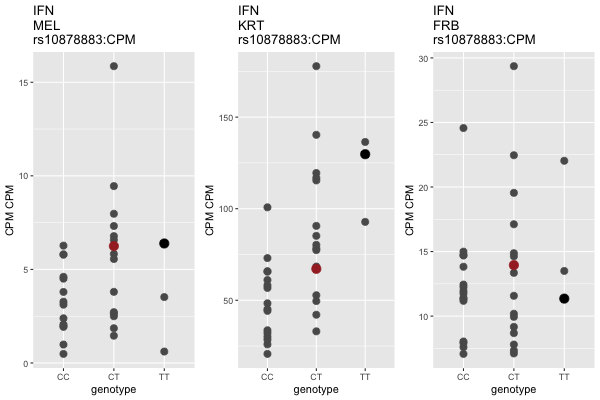 IFN
MEL
rs10878883:CPM
CPM CPM
15
10
5
0
CC CT TT
genotype
IFN
KRT
rs10878883:CPM
CPM CPM
150
100
50
CC CT TT
genotype
IFN
FRB
rs10878883:CPM
CPM CPM
30
25
20
15
10
CC CT TT
genotype